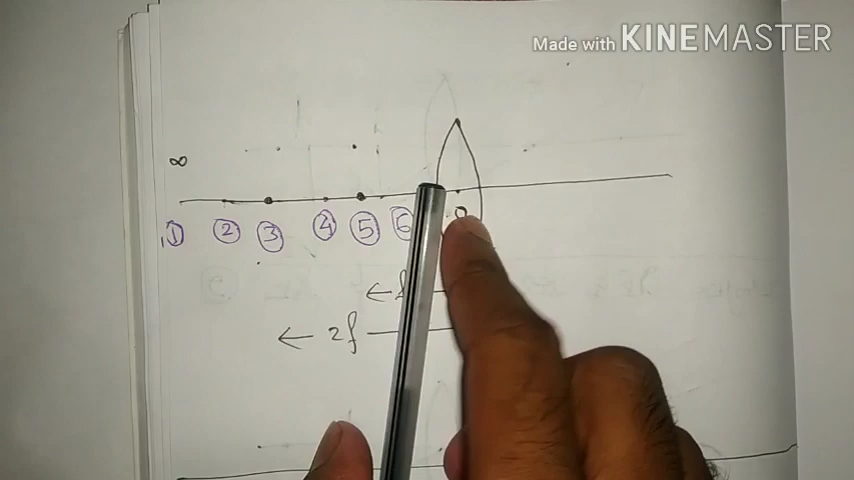 Made with KINEMASTER
∞
① ② ③ ④ ⑤ ⑥ O
← f
← 2f